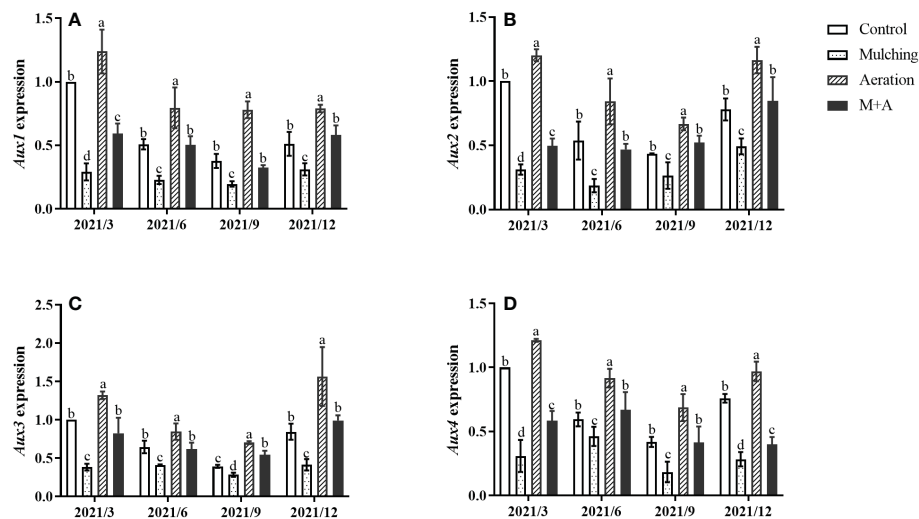 A
Aux1 expression
1.5
1.0
0.5
0.0
b d a c
b c a b
b c a b
b c a b
2021/3 2021/6 2021/9 2021/12
B
Aux2 expression
1.5
1.0
0.5
0.0
b d a c
b c a b
b c a b
b c a b
2021/3 2021/6 2021/9 2021/12
Control
Mulching
Aeration
M+A
C
Aux3 expression
2.5
2.0
1.5
1.0
0.5
0.0
b c a b
b c a b
c d a b
b c a b
2021/3 2021/6 2021/9 2021/12
D
Aux4 expression
1.5
1.0
0.5
0.0
b d a c
b c a b
b c a b
b d a c
2021/3 2021/6 2021/9 2021/12